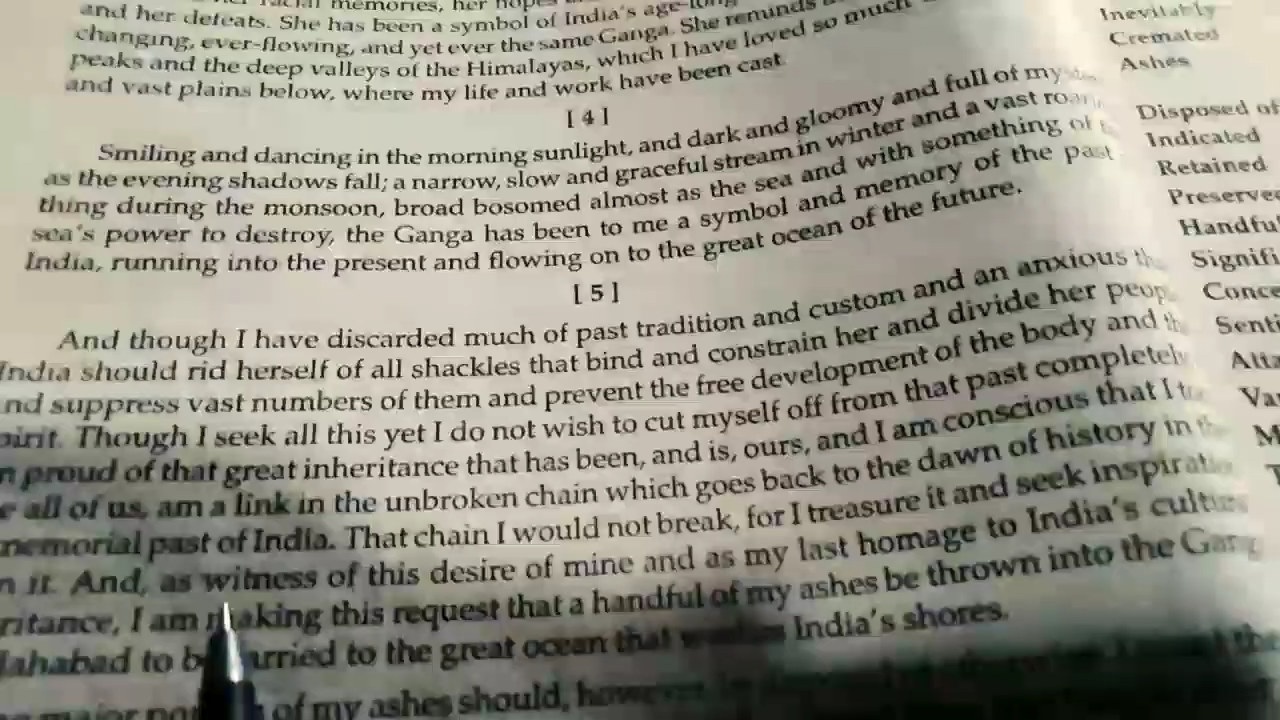 memories, her hopes
and her defeats. She has been a symbol of India's age-long
changing, ever-flowing, and yet ever the same Ganga. She reminds
peaks and the deep valleys of the Himalayas, which I have loved so much
and vast plains below, where my life and work have been cast.
[4]
Smiling and dancing in the morning sunlight, and dark and gloomy and full of
as the evening shadows fall; a narrow, slow and graceful stream in winter and a vast
thing during the monsoon, broad bosomed almost as the sea and with something of
sea's power to destroy, the Ganga has been to me a symbol and memory of the past
India, running into the present and flowing on to the great ocean of the future.
[5]
And though I have discarded much of past tradition and custom and an anxious
India should rid herself of all shackles that bind and constrain her and divide her
nd suppress vast numbers of them and prevent the free development of the body and
pirit. Though I seek all this yet I do not wish to cut myself off from that past completely
proud of that great inheritance that has been, and is, ours, and I am conscious that I
all of us, am a link in the unbroken chain which goes back to the dawn of history in
memorial past of India. That chain I would not break, for I treasure it and seek
it. And, as witness of this desire of mine and as my last homage to India's
ritance, I am making this request that a handful of my ashes be thrown into the
lahabad to be carried to the great ocean that India's shores.
major of my ashes should, however,
Inevitably
Cremated
Ashes
Disposed of
Indicated
Retained
Preserve
Handfu
Signifi
Conce
Senti
Atta
Va
M